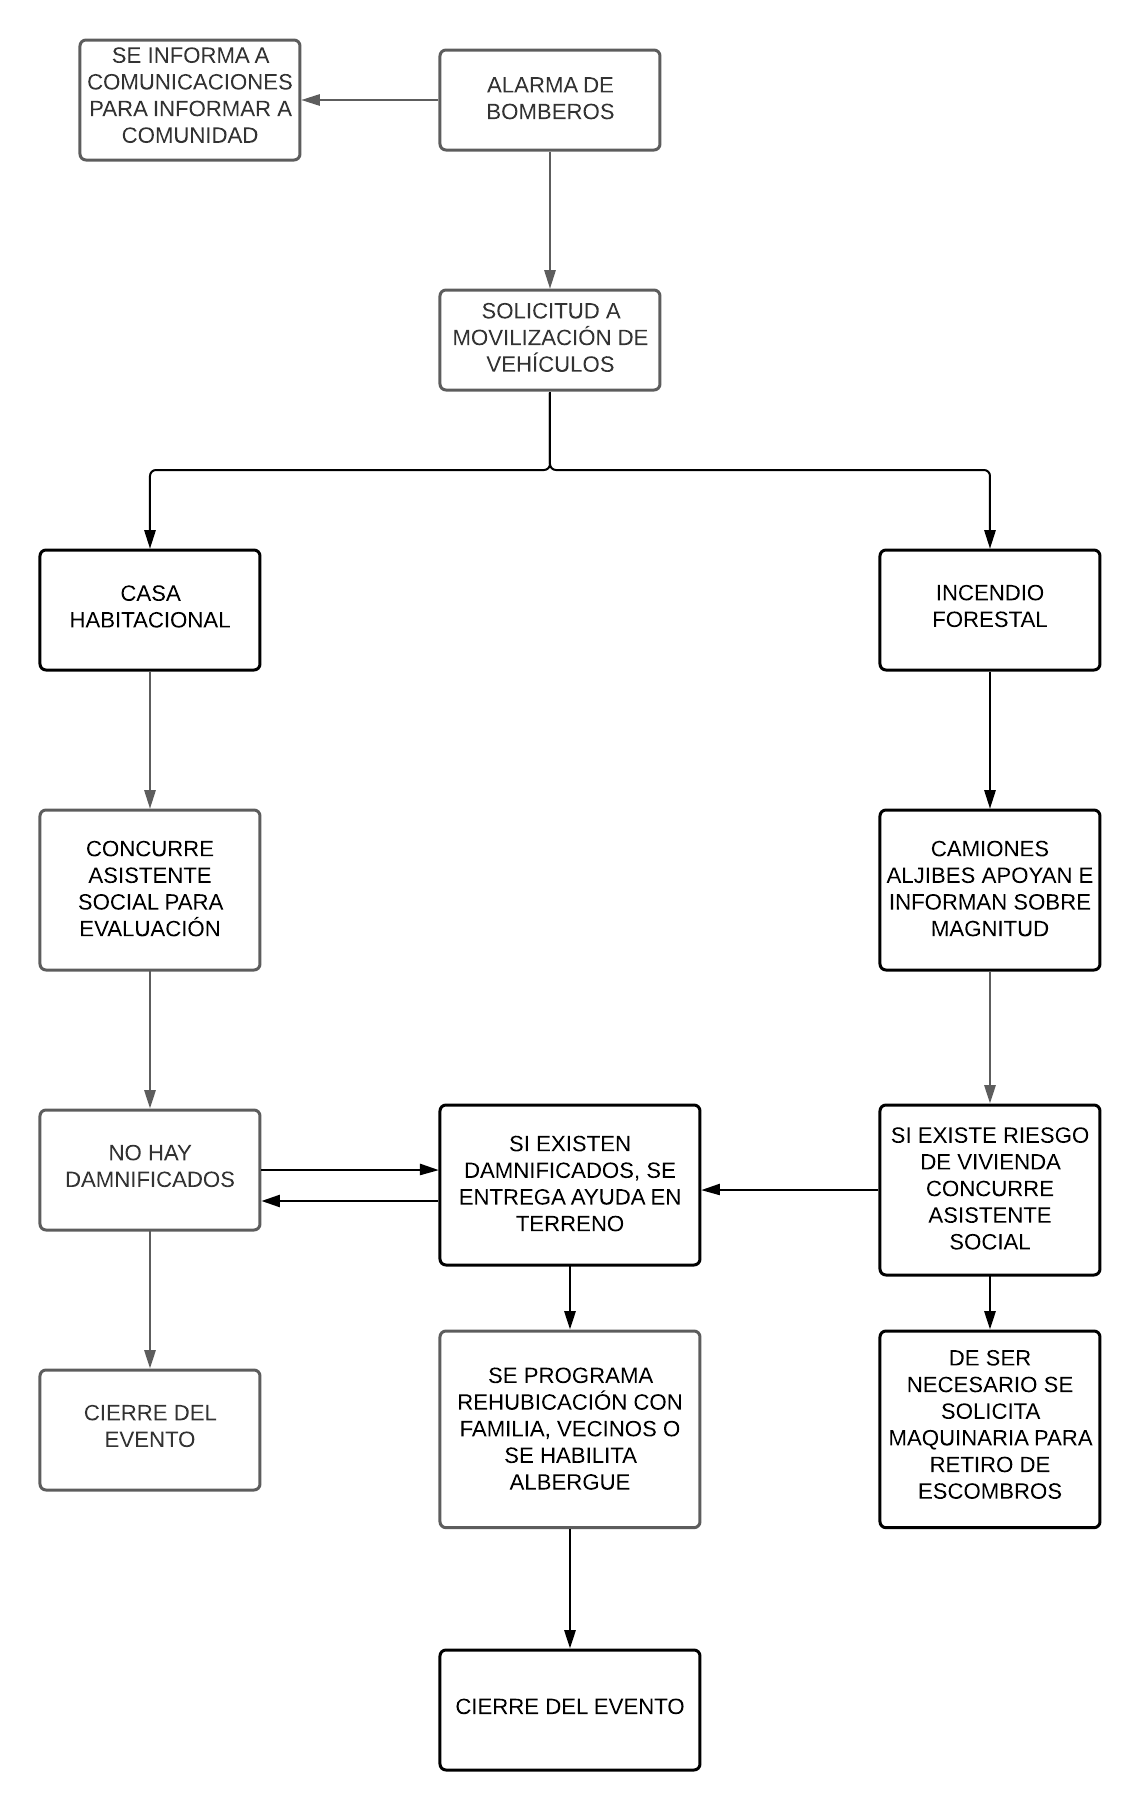 SE INFORMA A
COMUNICACIONES
PARA INFORMAR A
COMUNIDAD
ALARMA DE
BOMBEROS
SOLICITUD A
MOVILIZACIÓN DE
VEHÍCULOS
CASA
HABITACIONAL
INCENDIO
FORESTAL
CONCURRE
ASISTENTE
SOCIAL PARA
EVALUACIÓN
CAMIONES
ALJIBES APOYAN E
INFORMAN SOBRE
MAGNITUD
NO HAY
DAMNIFICADOS
SI EXISTEN
DAMNIFICADOS, SE
ENTREGA AYUDA EN
TERRENO
SI EXISTE RIESGO
DE VIVIENDA
CONCURRE
ASISTENTE
SOCIAL
CIERRE DEL
EVENTO
SE PROGRAMA
REHUBICACIÓN CON
FAMILIA, VECINOS O
SE HABILITA
ALBERGUE
DE SER
NECESARIO SE
SOLICITA
MAQUINARIA PARA
RETIRO DE
ESCOMBROS
CIERRE DEL EVENTO